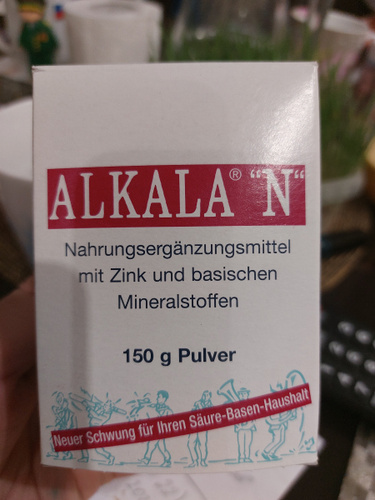 ALKALA® "N"
Nahrungsergänzungsmittel
mit Zink und basischen
Mineralstoffen
150 g Pulver
Neuer Schwung für Ihren Säure-Basen-Haushalt